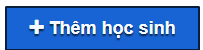 + Thêm học sinh